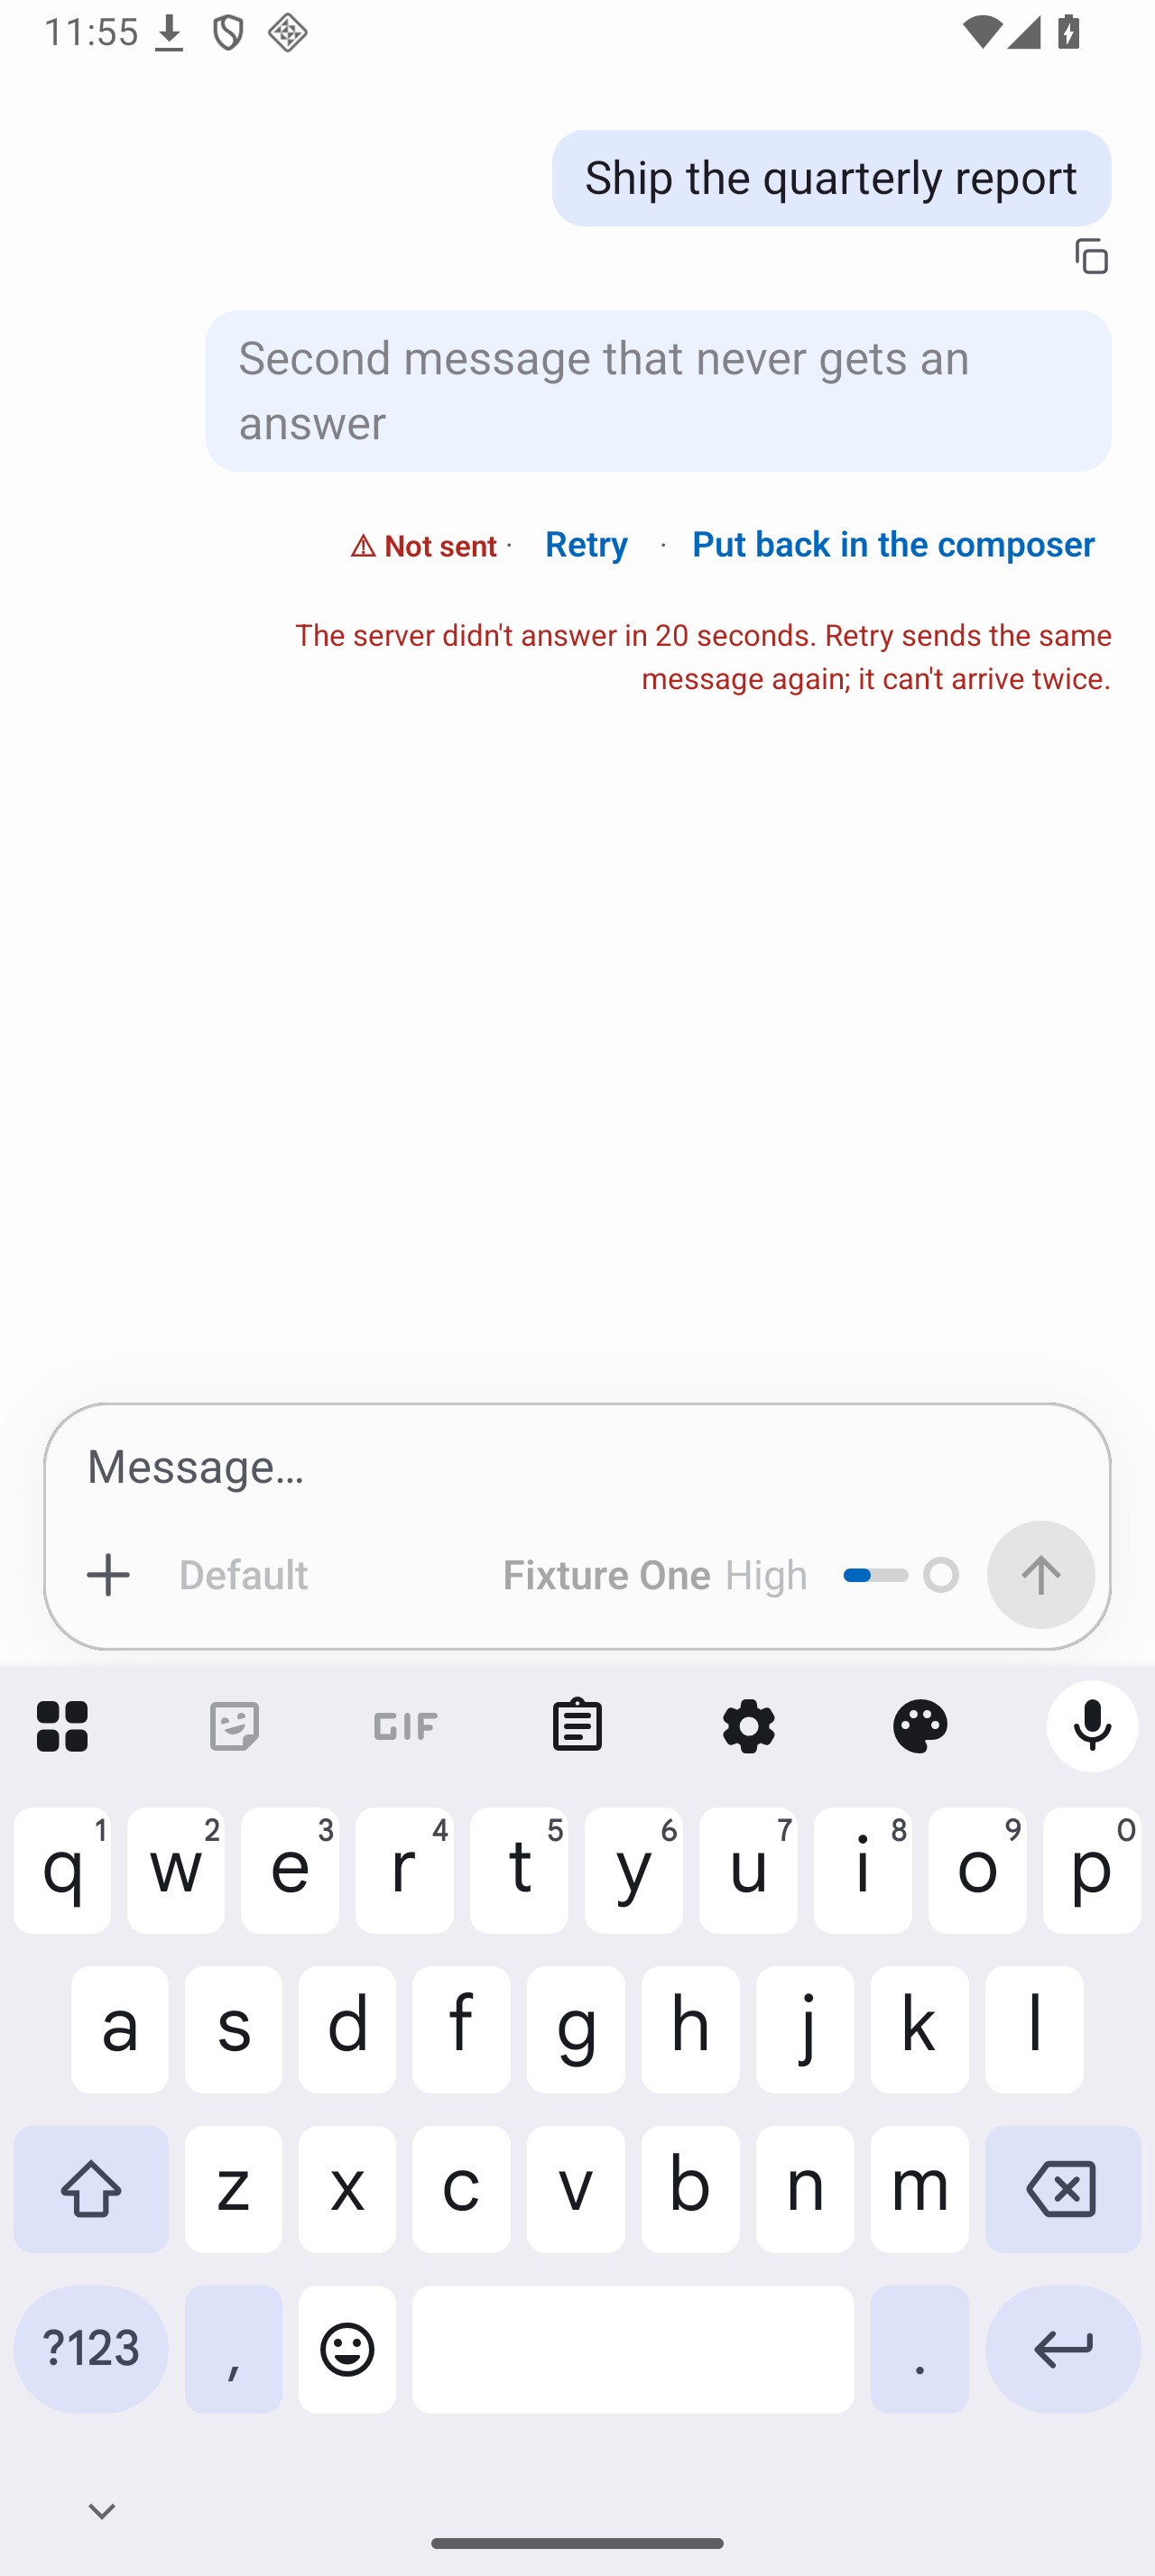 11:55
Ship the quarterly report
Second message that never gets an
answer
⚠ Not sent · Retry · Put back in the composer
The server didn't answer in 20 seconds. Retry sends the same
message again; it can't arrive twice.
Message…
Default Fixture One High
GIF
q1 w2 e3 r4 t5 y6 u7 i8 o9 p0
a s d f g h j k l
z x c v b n m
?123 , .